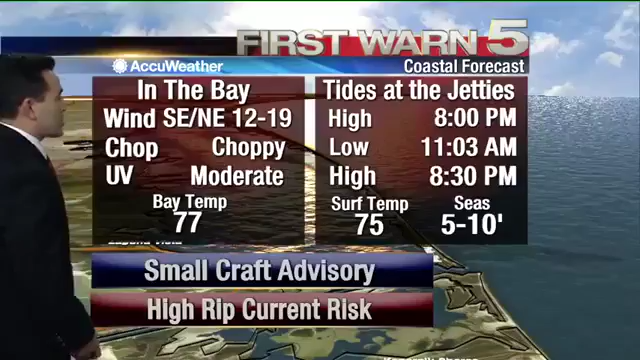 FIRST WARN 5
AccuWeather
Coastal Forecast
In The Bay
Wind SE/NE 12-19
Chop Choppy
UV Moderate
Bay Temp
77
Tides at the Jetties
High 8:00 PM
Low 11:03 AM
High 8:30 PM
Surf Temp Seas
75 5-10'
Small Craft Advisory
High Rip Current Risk